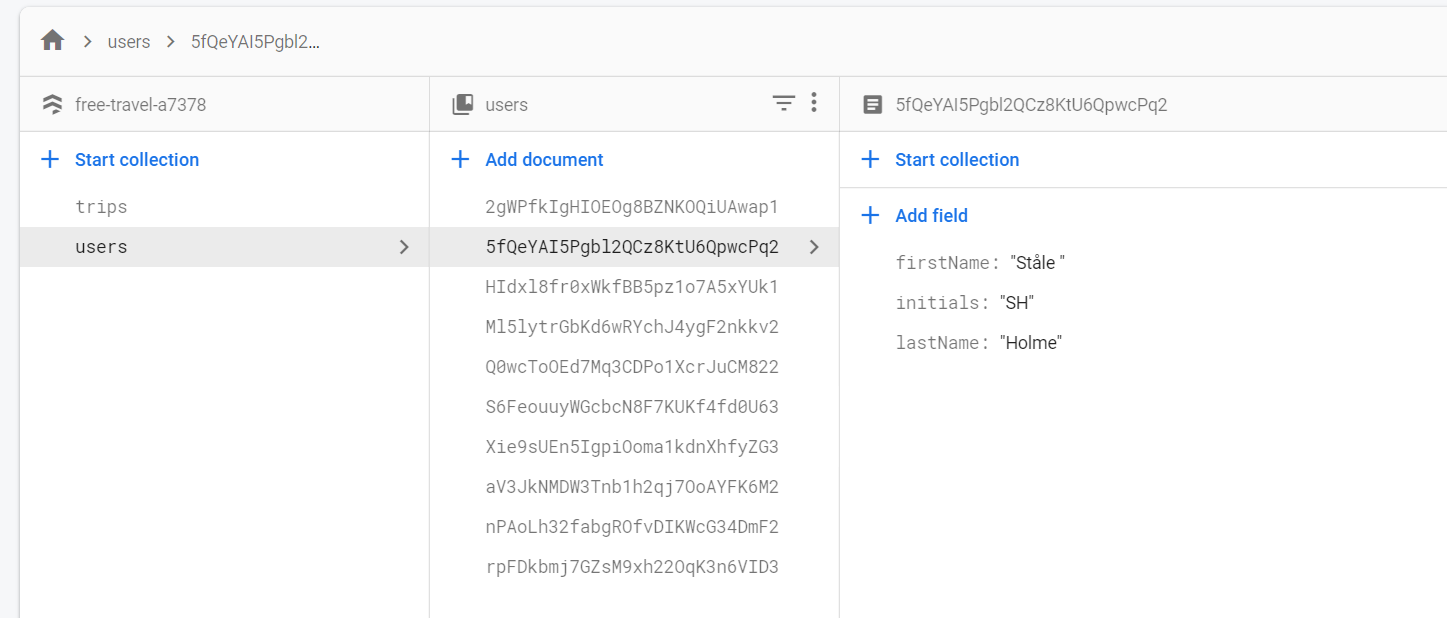 users 5fQeYAI5Pgbl2...
free-travel-a7378
Start collection
trips
users
users
Add document
2gWPfkIgHIOEOg8BZNKOQiUAwap1
5fQeYAI5Pgbl2QCz8KtU6QpwcPq2
HIdxl8fr0xWkfBB5pz1o7A5xYUk1
Ml5lytrGbKd6wRYchJ4ygF2nkkv2
Q0wcToOEd7Mq3CDPo1XcrJuCM822
S6FeouuyWGcbcN8F7KUKf4fd0U63
Xie9sUEn5IgpiOoma1kdnXhfyZG3
aV3JkNMDW3Tnb1h2qj7OoAYFK6M2
nPAoLh32fabgROfvDIKWcG34DmF2
rpFDkbmj7GZsM9xh22OqK3n6VID3
5fQeYAI5Pgbl2QCz8KtU6QpwcPq2
Start collection
Add field
firstName: "Ståle "
initials: "SH"
lastName: "Holme"